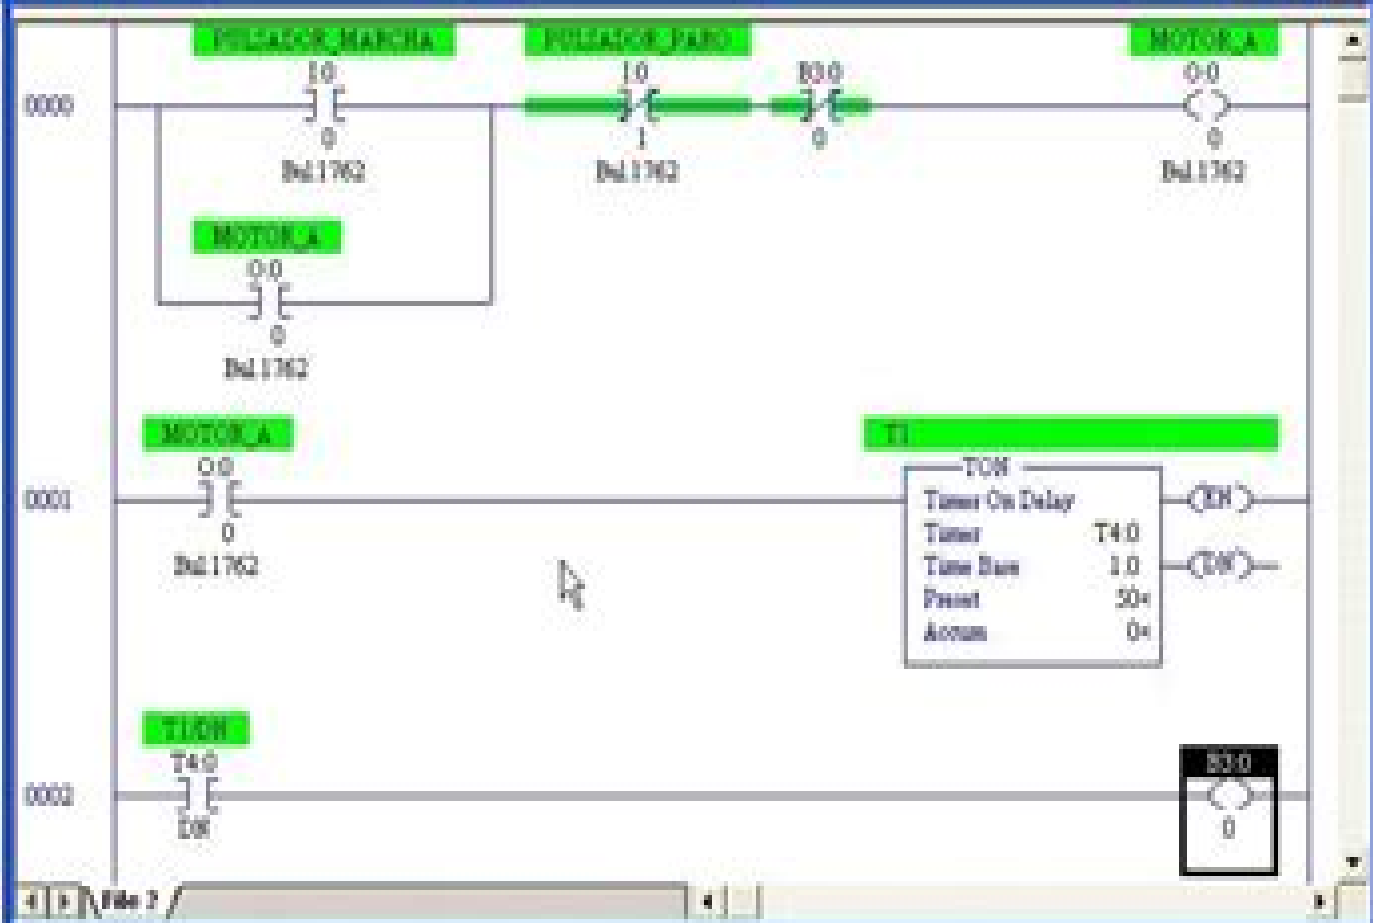 PULSADOR_MARCHA PULSADOR_PARO MOTOR_A
I:0 I:0 B3:0 O:0
0000
0 1 0 0
Bul.1762 Bul.1762 Bul.1762
MOTOR_A
O:0
0
Bul.1762
MOTOR_A T1
O:0 TON
0001 Timer On Delay EN
0 Timer T4:0
Bul.1762 Time Base 1.0 DN
Preset 50<
Accum 0<
T1/DN
T4:0 B3:0
0002
DN 0
File 2